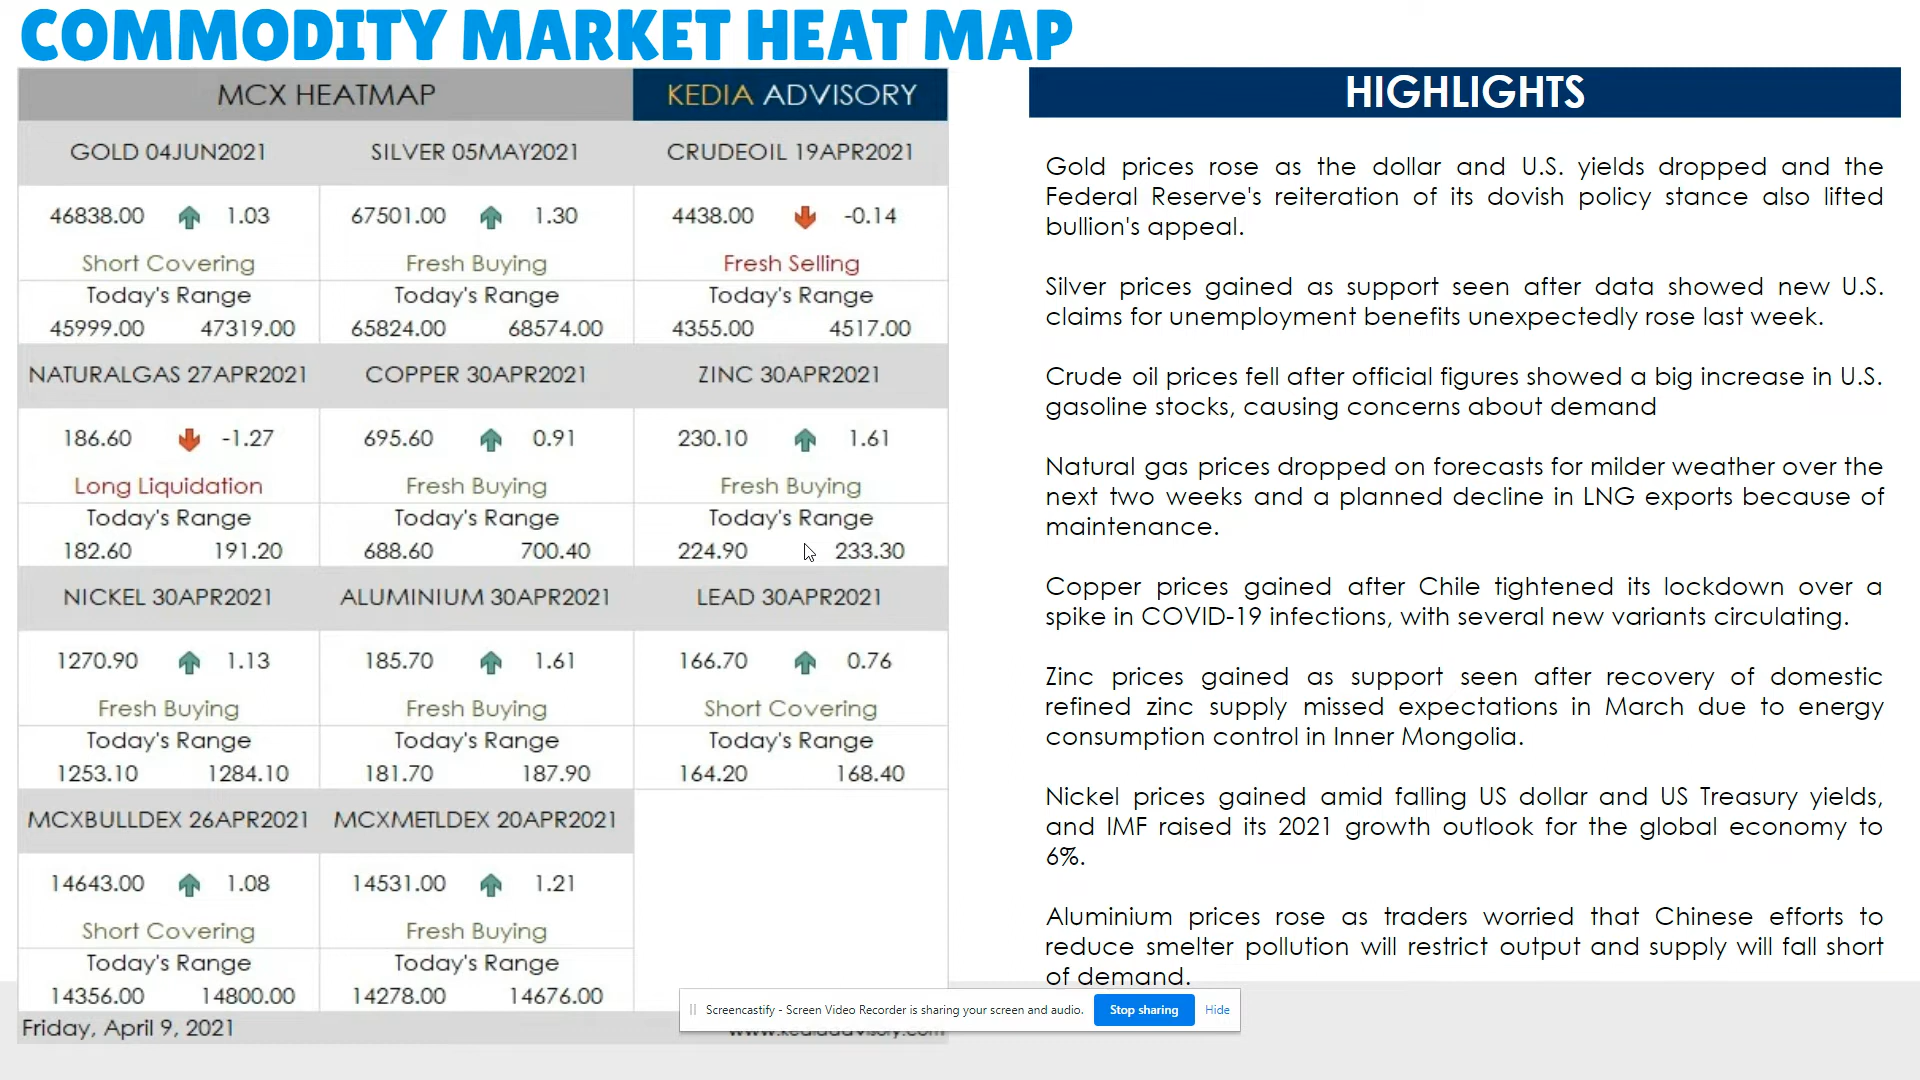 COMMODITY MARKET HEAT MAP
MCX HEATMAP
KEDIA ADVISORY
GOLD 04JUN2021 SILVER 05MAY2021 CRUDEOIL 19APR2021
46838.00 1.03 67501.00 1.30 4438.00 -0.14
Short Covering Fresh Buying Fresh Selling
Today's Range Today's Range Today's Range
45999.00 47319.00 65824.00 68574.00 4355.00 4517.00
NATURALGAS 27APR2021 COPPER 30APR2021 ZINC 30APR2021
186.60 -1.27 695.60 0.91 230.10 1.61
Long Liquidation Fresh Buying Fresh Buying
Today's Range Today's Range Today's Range
182.60 191.20 688.60 700.40 224.90 233.30
NICKEL 30APR2021 ALUMINIUM 30APR2021 LEAD 30APR2021
1270.90 1.13 185.70 1.61 166.70 0.76
Fresh Buying Fresh Buying Short Covering
Today's Range Today's Range Today's Range
1253.10 1284.10 181.70 187.90 164.20 168.40
MCXBULLDEX 26APR2021 MCXMETLDEX 20APR2021
14643.00 1.08 14531.00 1.21
Short Covering Fresh Buying
Today's Range Today's Range
14356.00 14800.00 14278.00 14676.00
Friday, April 9, 2021
HIGHLIGHTS
Gold prices rose as the dollar and U.S. yields dropped and the
Federal Reserve's reiteration of its dovish policy stance also lifted
bullion's appeal.
Silver prices gained as support seen after data showed new U.S.
claims for unemployment benefits unexpectedly rose last week.
Crude oil prices fell after official figures showed a big increase in U.S.
gasoline stocks, causing concerns about demand
Natural gas prices dropped on forecasts for milder weather over the
next two weeks and a planned decline in LNG exports because of
maintenance.
Copper prices gained after Chile tightened its lockdown over a
spike in COVID-19 infections, with several new variants circulating.
Zinc prices gained as support seen after recovery of domestic
refined zinc supply missed expectations in March due to energy
consumption control in Inner Mongolia.
Nickel prices gained amid falling US dollar and US Treasury yields,
and IMF raised its 2021 growth outlook for the global economy to
6%.
Aluminium prices rose as traders worried that Chinese efforts to
reduce smelter pollution will restrict output and supply will fall short
of demand.
Screencastify - Screen Video Recorder is sharing your screen and audio. Stop sharing Hide